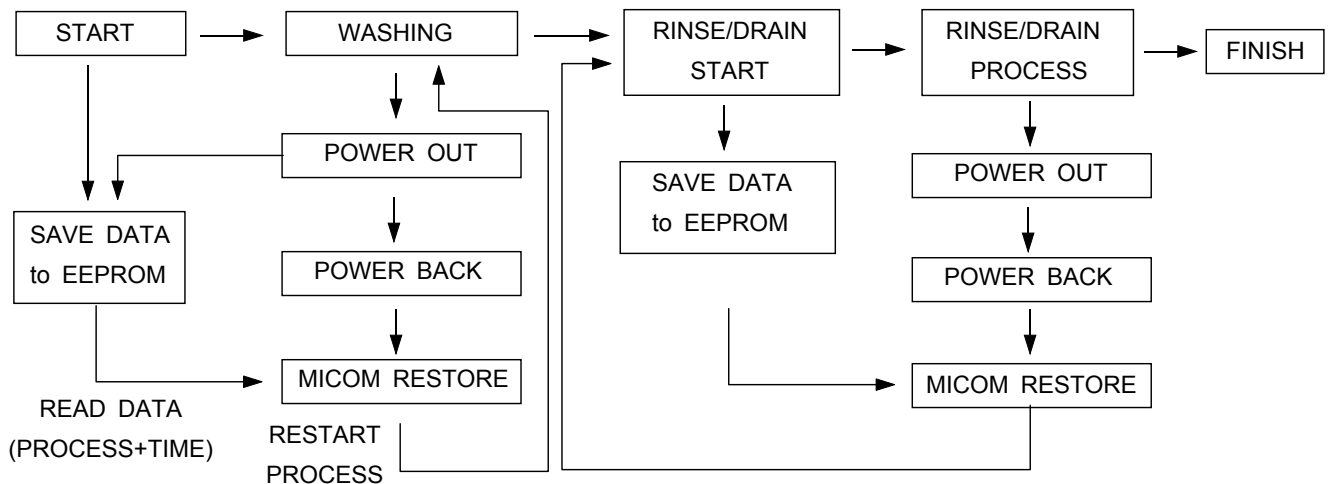 START
WASHING
RINSE/DRAIN
START
RINSE/DRAIN
PROCESS
FINISH
POWER OUT
SAVE DATA
to EEPROM
POWER BACK
MICOM RESTORE
READ DATA
(PROCESS+TIME)
RESTART
PROCESS
SAVE DATA
to EEPROM
POWER OUT
POWER BACK
MICOM RESTORE